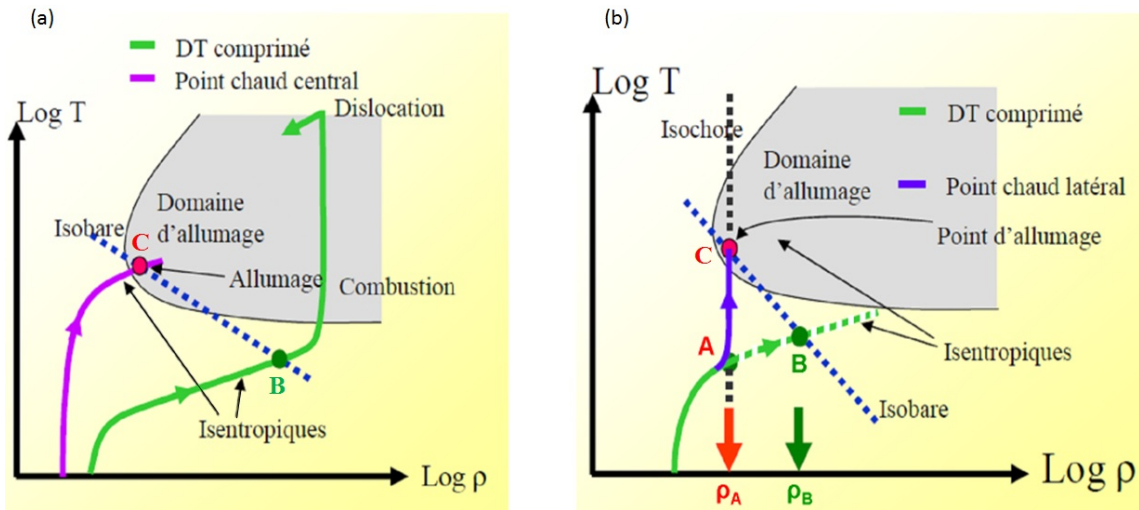 (a)
DT comprimé
Point chaud central
Log T
Dislocation
Domaine
d'allumage
Isobare
C
Allumage
Combustion
B
Isentropiques
Log ρ
(b)
Log T
Isochore
DT comprimé
Domaine
d'allumage
Point chaud latéral
Point d'allumage
C
A
B
Isentropiques
Isobare
Log ρ
ρA
ρB